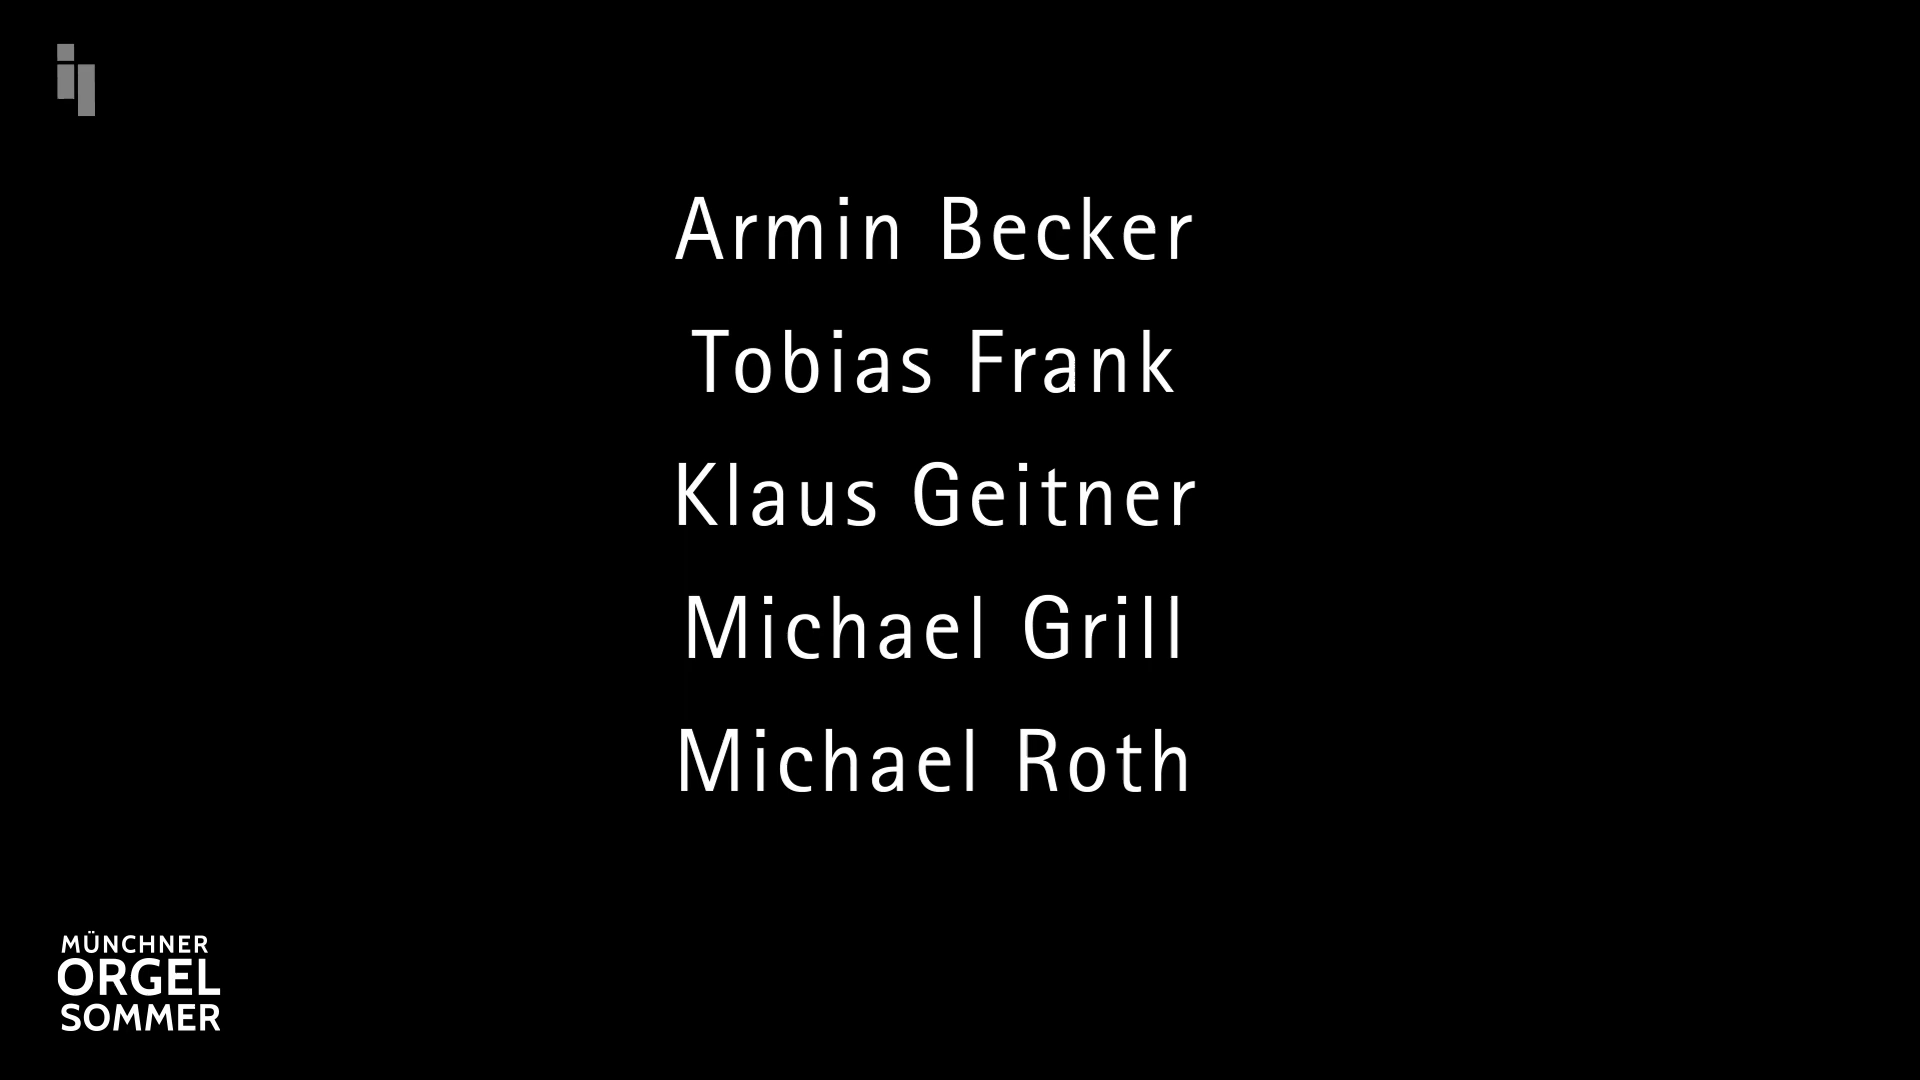 Armin Becker
Tobias Frank
Klaus Geitner
Michael Grill
Michael Roth
MÜNCHNER
ORGEL
SOMMER